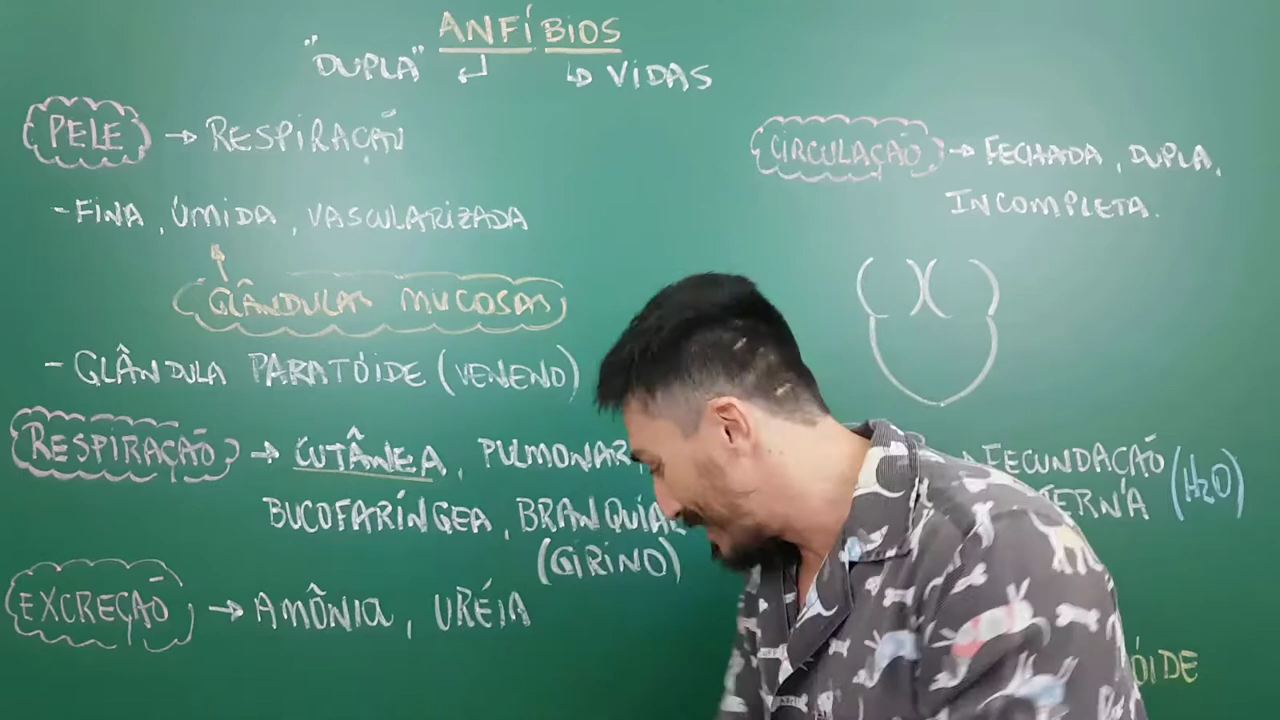 ANFÍBIOS
"DUPLA" VIDAS
PELE → RESPIRAÇÃO
- FINA, ÚMIDA, VASCULARIZADA
GLÂNDULAS MUCOSAS
- GLÂNDULA PARATÓIDE (VENENO)
RESPIRAÇÃO → CUTÂNEA, PULMONAR
BUCOFARÍNGEA, BRANQUIAL
(GIRINO)
EXCREÇÃO → AMÔNIA, URÉIA
CIRCULAÇÃO → FECHADA, DUPLA,
INCOMPLETA.
FECUNDAÇÃO (H2O)